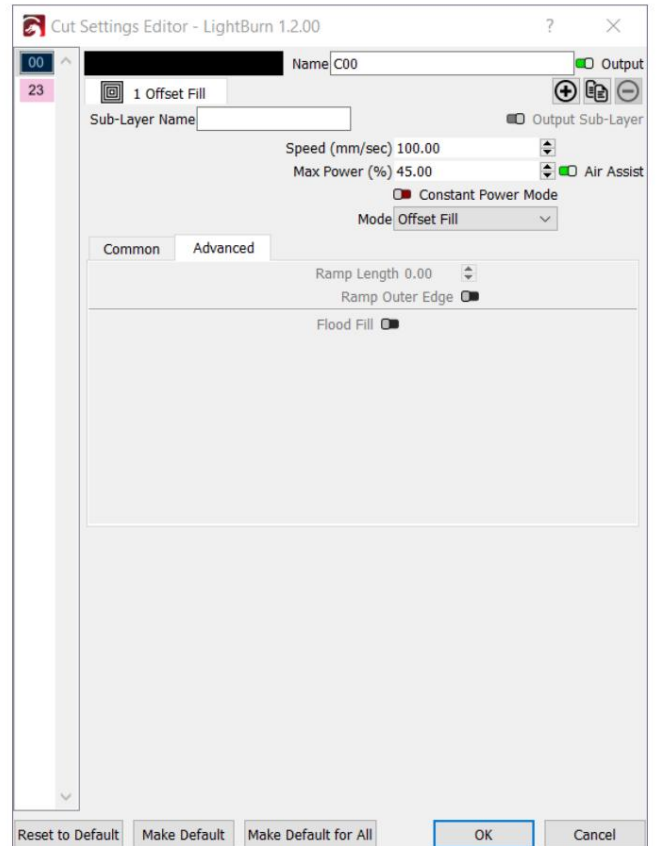 Cut Settings Editor - LightBurn 1.2.00 ? ×
00 Name C00 Output
23 1 Offset Fill
Sub-Layer Name Output Sub-Layer
Speed (mm/sec) 100.00
Max Power (%) 45.00 Air Assist
Constant Power Mode
Mode Offset Fill
Common Advanced
Ramp Length 0.00
Ramp Outer Edge
Flood Fill
Reset to Default Make Default Make Default for All OK Cancel